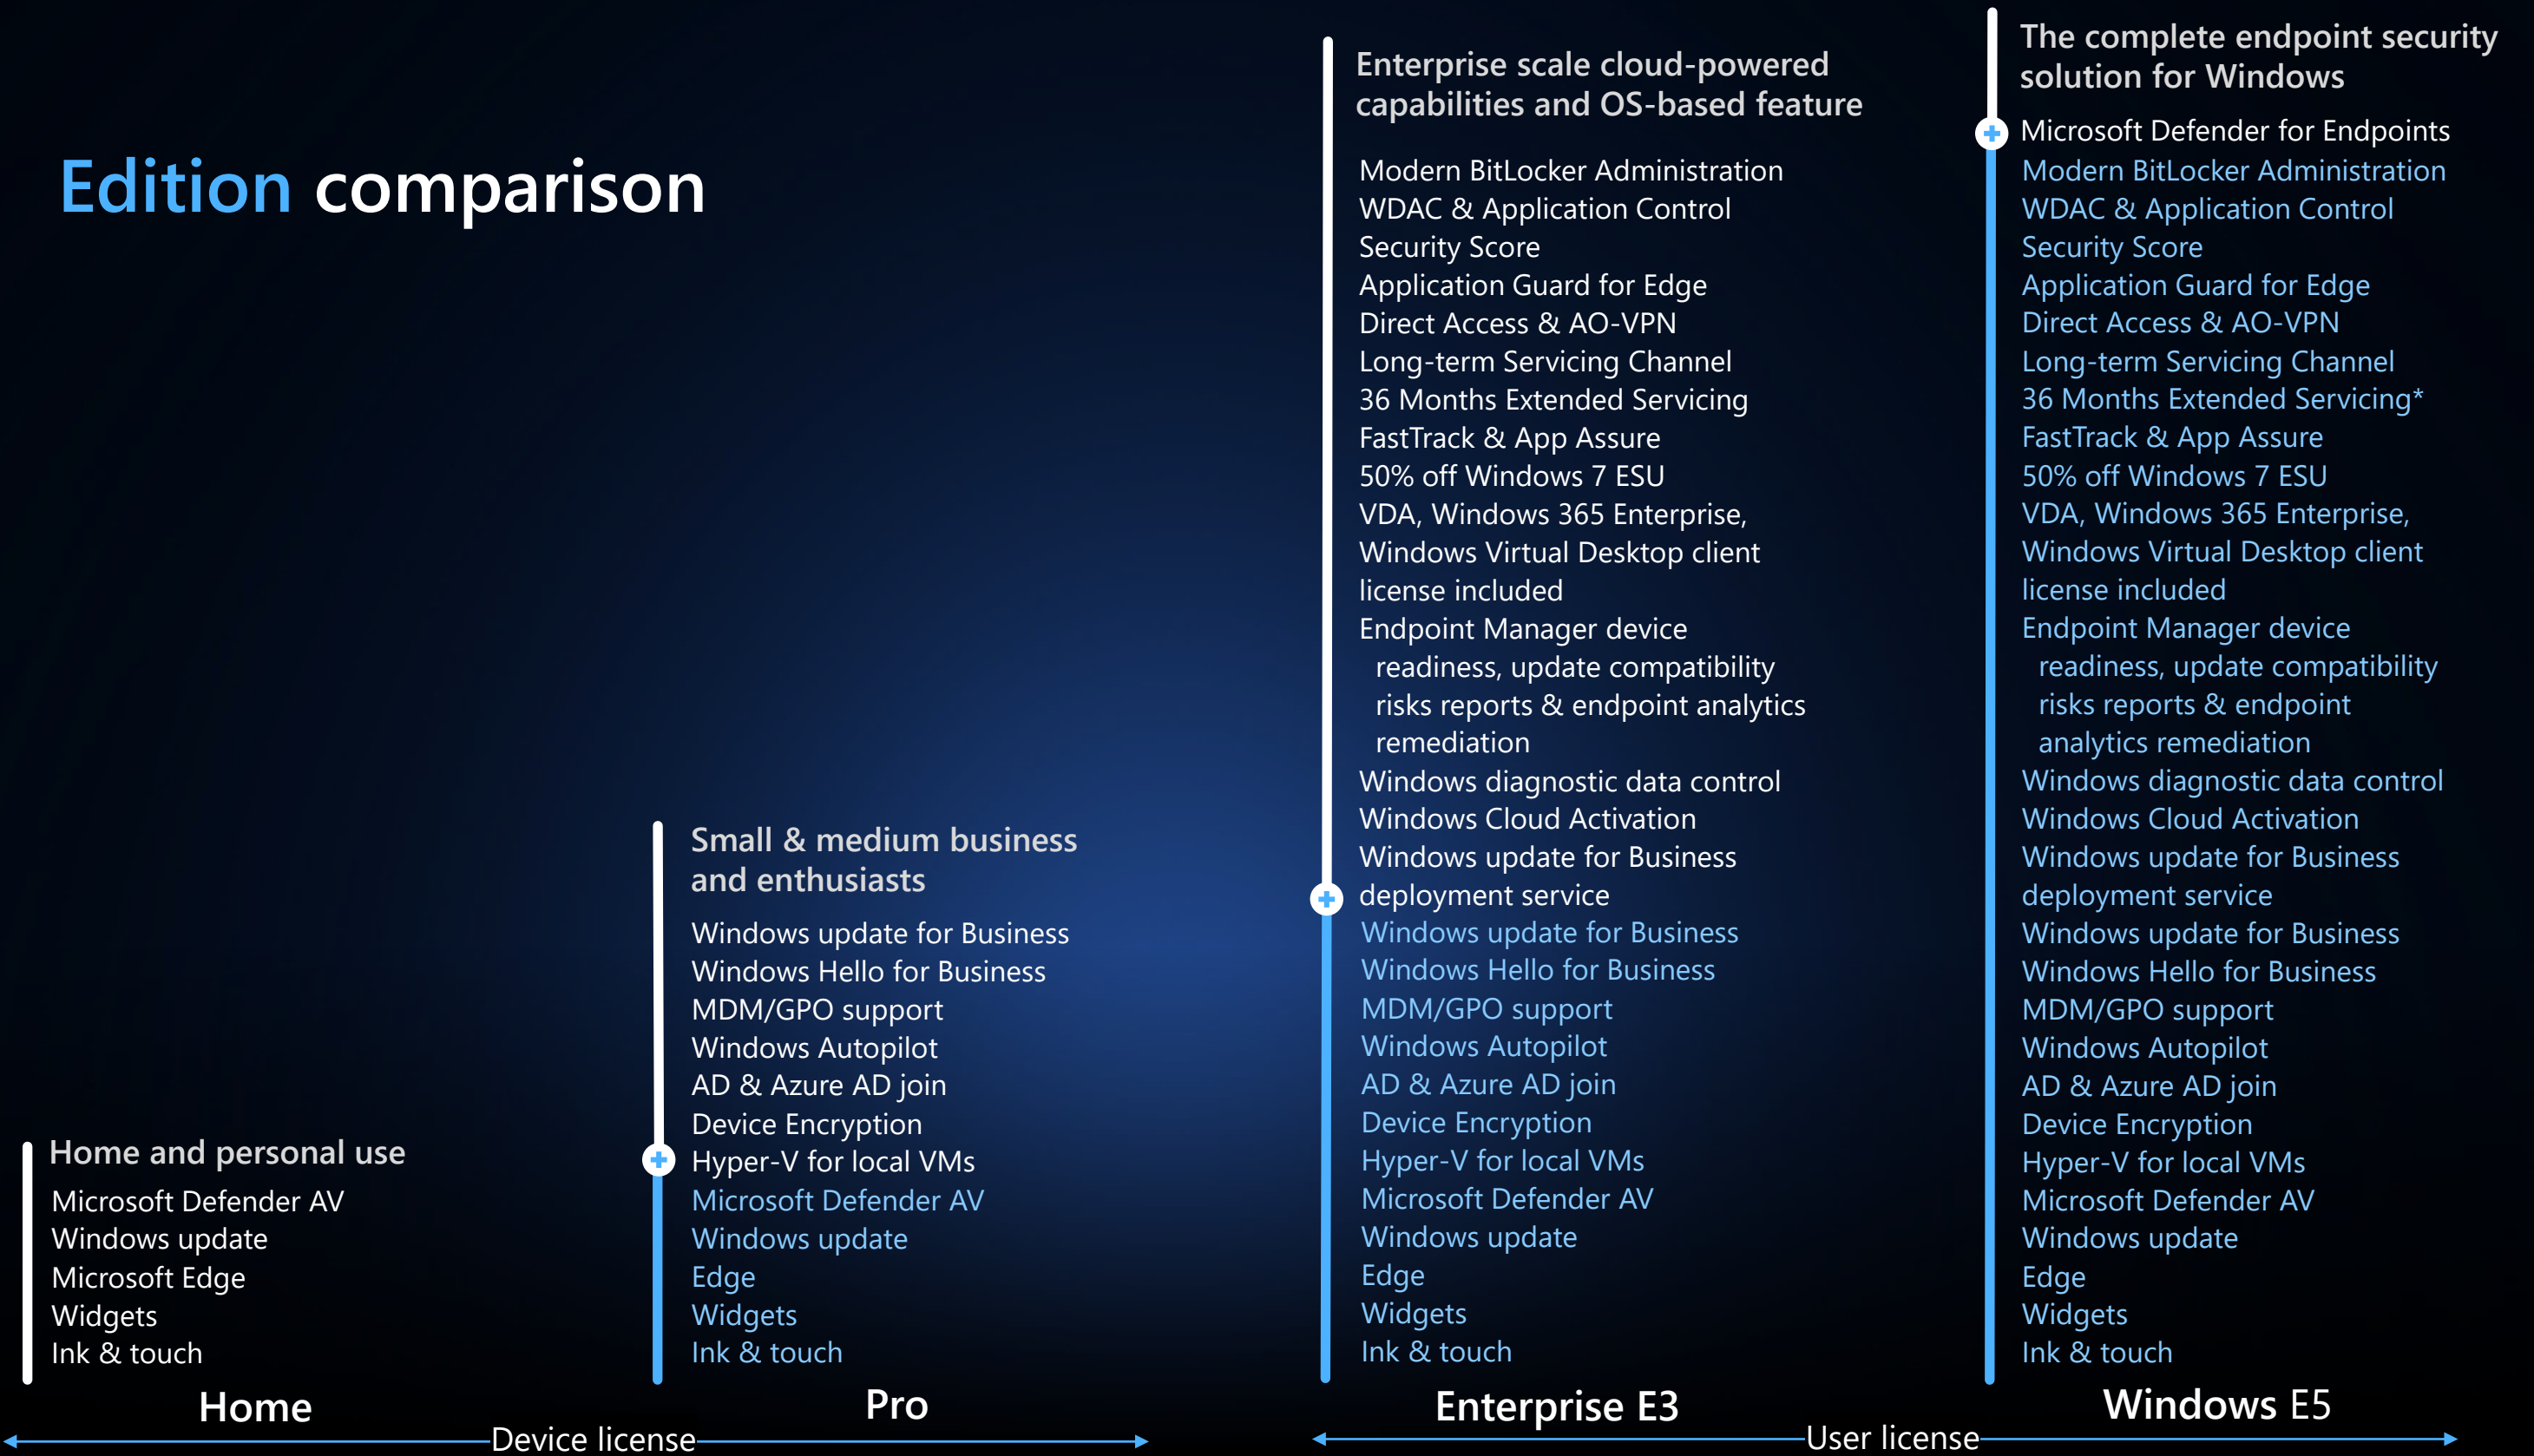 Edition comparison
Home and personal use
Microsoft Defender AV
Windows update
Microsoft Edge
Widgets
Ink & touch
Home
Small & medium business
and enthusiasts
Windows update for Business
Windows Hello for Business
MDM/GPO support
Windows Autopilot
AD & Azure AD join
Device Encryption
Hyper-V for local VMs
Microsoft Defender AV
Windows update
Edge
Widgets
Ink & touch
Pro
Device license
Enterprise scale cloud-powered
capabilities and OS-based feature
Modern BitLocker Administration
WDAC & Application Control
Security Score
Application Guard for Edge
Direct Access & AO-VPN
Long-term Servicing Channel
36 Months Extended Servicing
FastTrack & App Assure
50% off Windows 7 ESU
VDA, Windows 365 Enterprise,
Windows Virtual Desktop client
license included
Endpoint Manager device
readiness, update compatibility
risks reports & endpoint analytics
remediation
Windows diagnostic data control
Windows Cloud Activation
Windows update for Business
deployment service
Windows update for Business
Windows Hello for Business
MDM/GPO support
Windows Autopilot
AD & Azure AD join
Device Encryption
Hyper-V for local VMs
Microsoft Defender AV
Windows update
Edge
Widgets
Ink & touch
Enterprise E3
The complete endpoint security
solution for Windows
Microsoft Defender for Endpoints
Modern BitLocker Administration
WDAC & Application Control
Security Score
Application Guard for Edge
Direct Access & AO-VPN
Long-term Servicing Channel
36 Months Extended Servicing*
FastTrack & App Assure
50% off Windows 7 ESU
VDA, Windows 365 Enterprise,
Windows Virtual Desktop client
license included
Endpoint Manager device
readiness, update compatibility
risks reports & endpoint
analytics remediation
Windows diagnostic data control
Windows Cloud Activation
Windows update for Business
deployment service
Windows update for Business
Windows Hello for Business
MDM/GPO support
Windows Autopilot
AD & Azure AD join
Device Encryption
Hyper-V for local VMs
Microsoft Defender AV
Windows update
Edge
Widgets
Ink & touch
Windows E5
User license